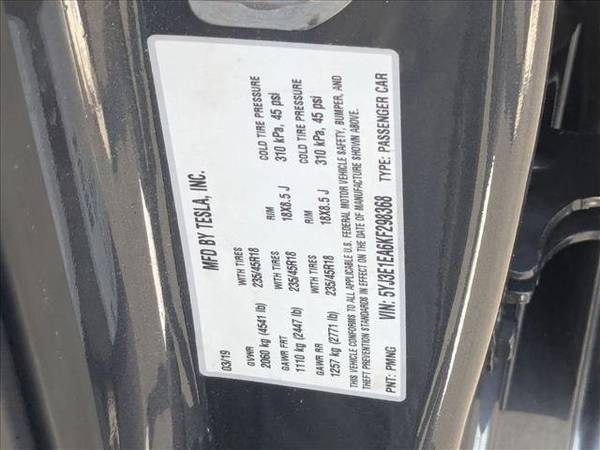 MFD BY TESLA, INC.
03/19
GVWR WITH TIRES RIM COLD TIRE PRESSURE
2060 kg (4541 lb) 235/45R18 18X8.5 J 310 kPa, 45 psi
GAWR FRT WITH TIRES RIM COLD TIRE PRESSURE
1110 kg (2447 lb) 235/45R18 18X8.5 J 310 kPa, 45 psi
GAWR RR
1257 kg (2771 lb) 235/45R18
THIS VEHICLE CONFORMS TO ALL APPLICABLE U.S. FEDERAL MOTOR VEHICLE SAFETY, BUMPER, AND
THEFT PREVENTION STANDARDS IN EFFECT ON THE DATE OF MANUFACTURE SHOWN ABOVE.
VIN: 5YJ3E1EA6KF298368 TYPE: PASSENGER CAR
PNT: PMNG